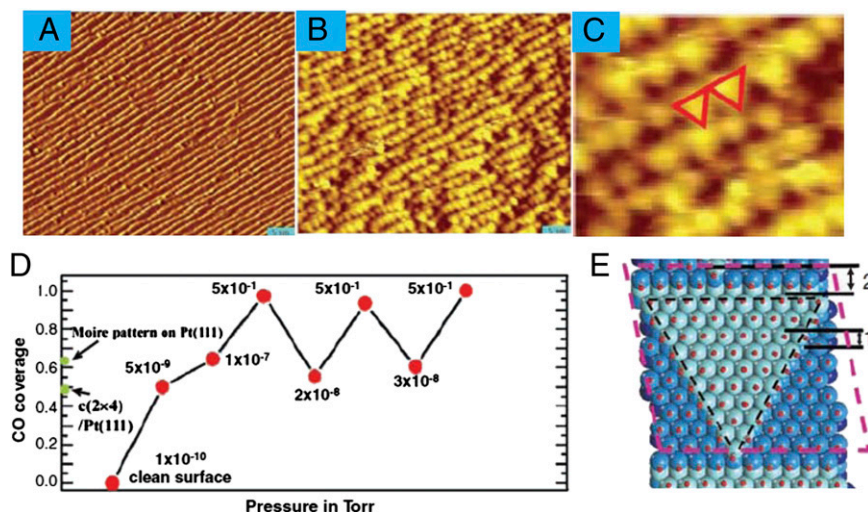 A
B
C
D
E
1.0
0.8
0.6
0.4
0.2
0.0
CO coverage
Moire pattern on Pt(111)
c(2×4)
/Pt(111)
5x10-9
1x10-7
5x10-1
5x10-1
5x10-1
2x10-8
3x10-8
1x10-10
clean surface
Pressure in Torr
2
1